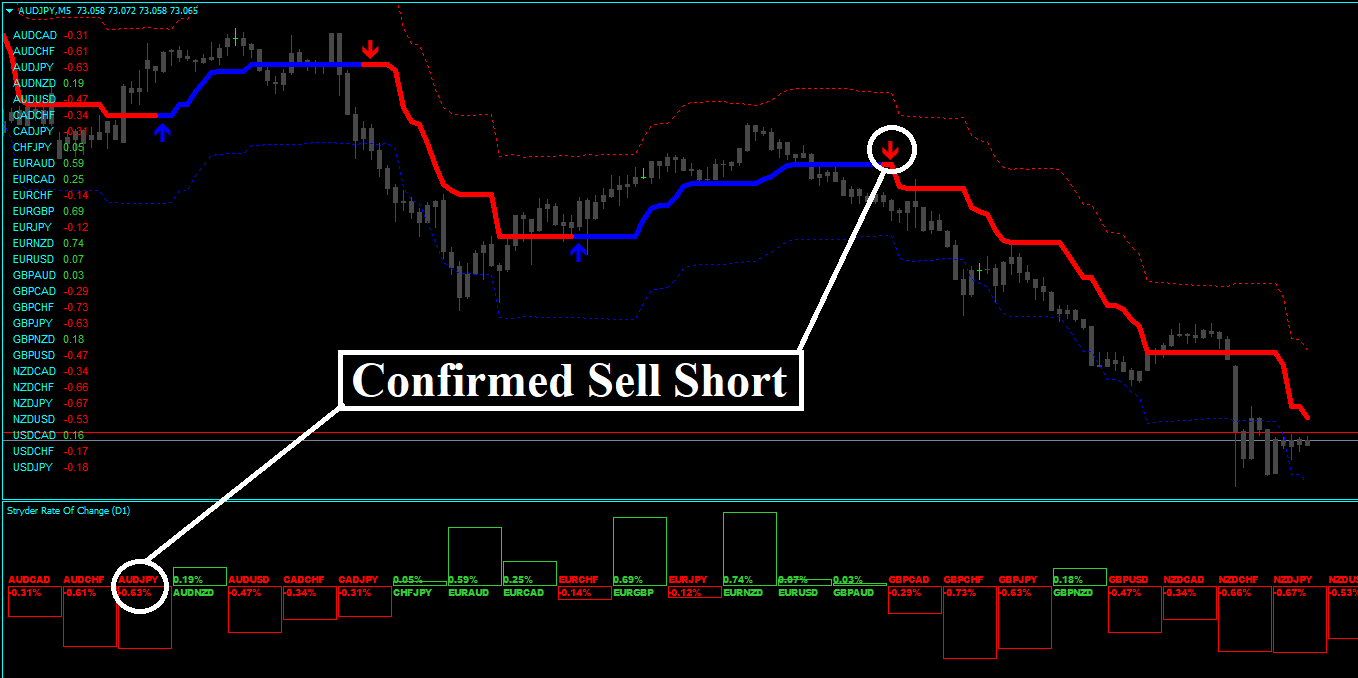 AUDJPY,M5 73.058 73.072 73.058 73.065
AUDCAD -0.31
AUDCHF -0.61
AUDJPY -0.63
AUDNZD 0.19
AUDUSD -0.47
CADCHF -0.34
CADJPY -0.31
CHFJPY 0.05
EURAUD 0.59
EURCAD 0.25
EURCHF -0.14
EURGBP 0.69
EURJPY -0.12
EURNZD 0.74
EURUSD 0.07
GBPAUD 0.03
GBPCAD -0.29
GBPCHF -0.73
GBPJPY -0.63
GBPNZD 0.18
GBPUSD -0.47
NZDCAD -0.34
NZDCHF -0.66
NZDJPY -0.67
NZDUSD -0.53
USDCAD 0.16
USDCHF -0.17
USDJPY -0.18
Confirmed Sell Short
Stryder Rate Of Change (D1)
AUDCAD AUDCHF AUDJPY 0.19% AUDUSD CADCHF CADJPY 0.05% 0.59% 0.25% EURCHF 0.69% EURJPY 0.74% 0.07% 0.03% GBPCAD GBPCHF GBPJPY 0.18% GBPUSD NZDCAD NZDCHF NZDJPY NZDUS
-0.31% -0.61% -0.63% AUDNZD -0.47% -0.34% -0.31% CHFJPY EURAUD EURCAD -0.14% EURGBP -0.12% EURNZD EURUSD GBPAUD -0.29% -0.73% -0.63% GBPNZD -0.47% -0.34% -0.66% -0.67% -0.53%